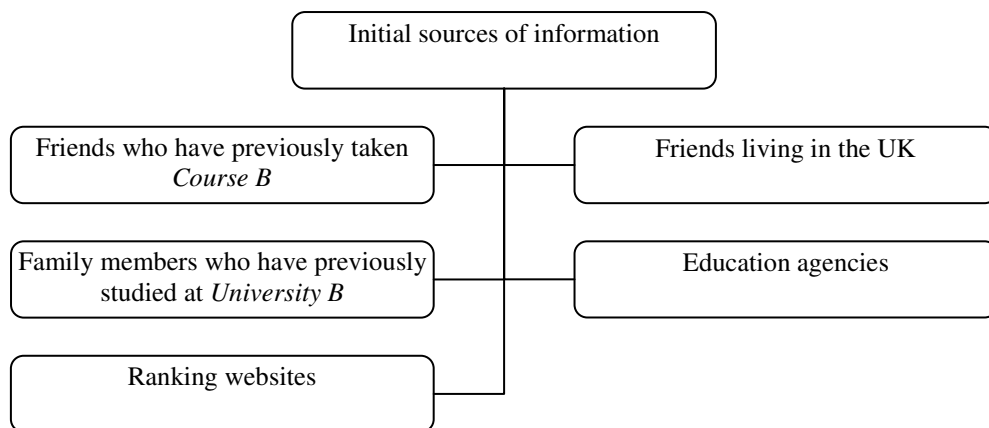 Initial sources of information
Friends who have previously taken
Course B
Friends living in the UK
Family members who have previously
studied at University B
Education agencies
Ranking websites